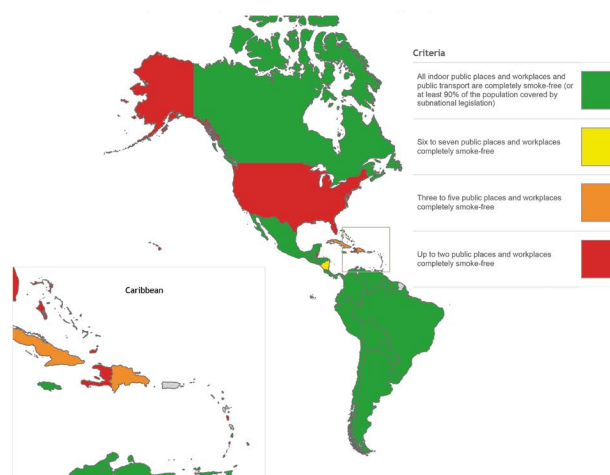 Criteria
All indoor public places and workplaces and
public transport are completely smoke-free (or
at least 90% of the population covered by
subnational legislation)
Six to seven public places and workplaces
completely smoke-free
Three to five public places and workplaces
completely smoke-free
Up to two public places and workplaces
completely smoke-free
Caribbean